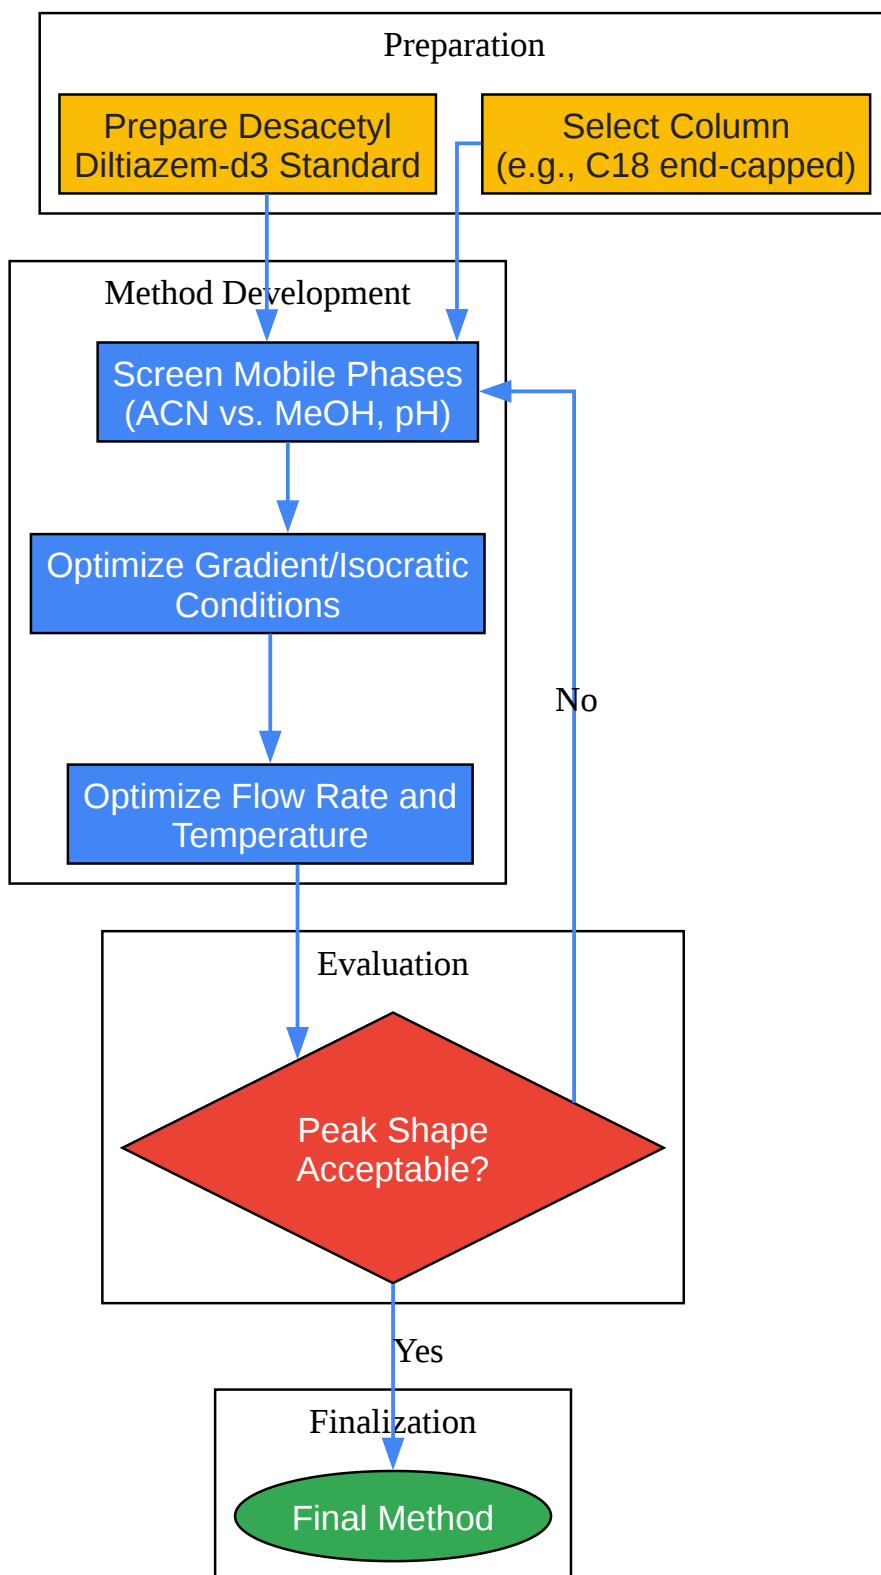 Preparation
Prepare Desacetyl
Diltiazem-d3 Standard
Select Column
(e.g., C18 end-capped)
Method Development
Screen Mobile Phases
(ACN vs. MeOH, pH)
Optimize Gradient/Isocratic
Conditions
No
Optimize Flow Rate and
Temperature
Evaluation
Peak Shape
Acceptable?
Yes
Finalization
Final Method